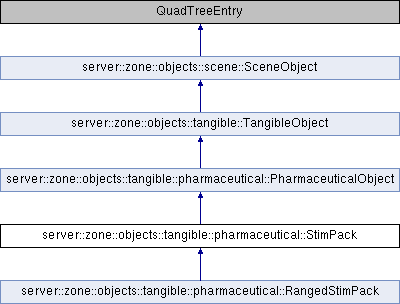 QuadTreeEntry
server::zone::objects::scene::SceneObject
server::zone::objects::tangible::TangibleObject
server::zone::objects::tangible::pharmaceutical::PharmaceuticalObject
server::zone::objects::tangible::pharmaceutical::StimPack
server::zone::objects::tangible::pharmaceutical::RangedStimPack